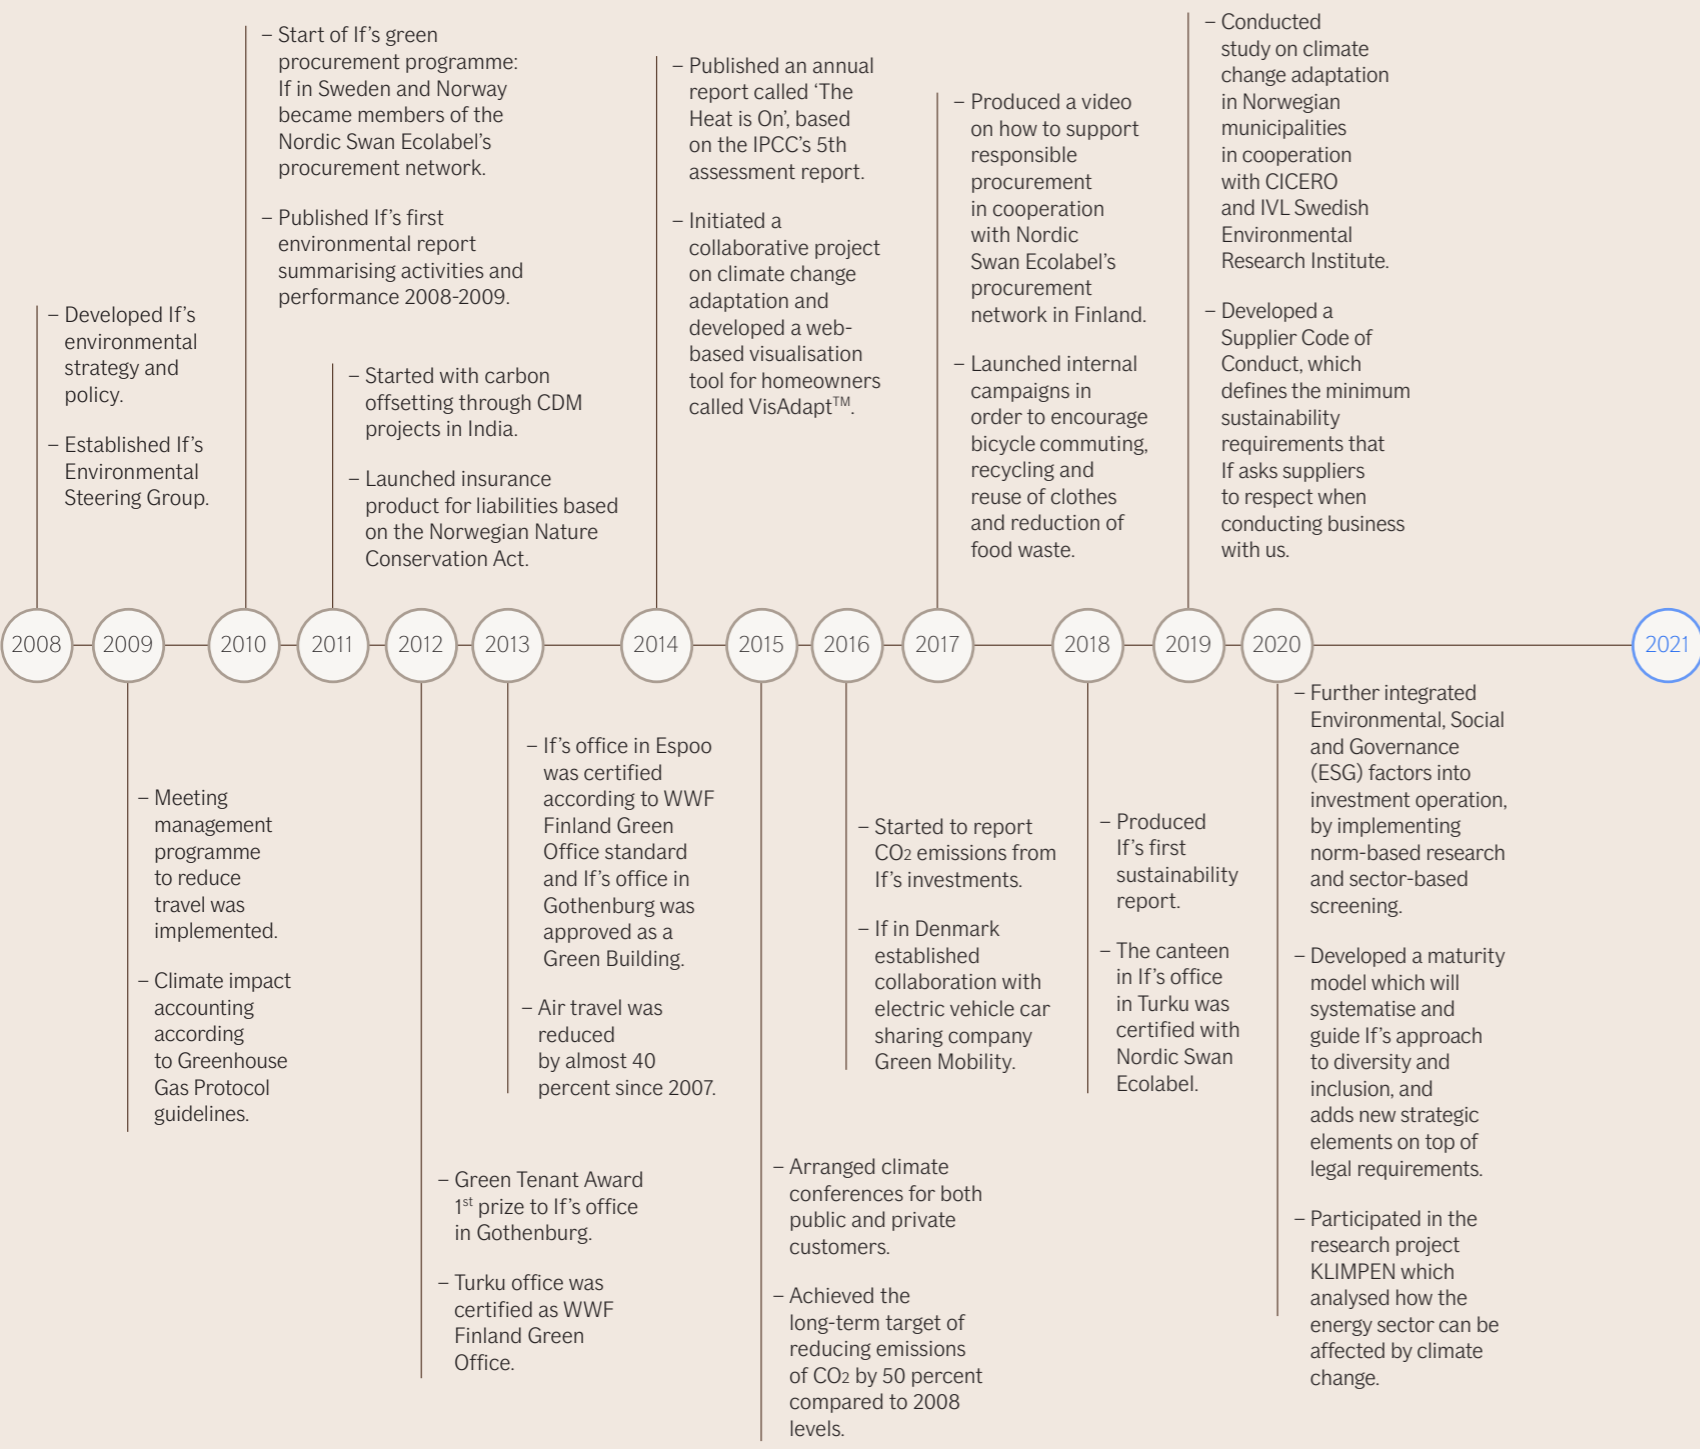 – Start of If’s green
procurement programme:
If in Sweden and Norway
became members of the
Nordic Swan Ecolabel’s
procurement network.
– Published If’s first
environmental report
summarising activities and
performance 2008-2009.
– Published an annual
report called ‘The
Heat is On’, based
on the IPCC’s 5th
assessment report.
– Initiated a
collaborative project
on climate change
adaptation and
developed a web-
based visualisation
tool for homeowners
called VisAdapt™.
– Produced a video
on how to support
responsible
procurement
in cooperation
with Nordic
Swan Ecolabel’s
procurement
network in Finland.
– Launched internal
campaigns in
order to encourage
bicycle commuting,
recycling and
reuse of clothes
and reduction of
food waste.
– Conducted
study on climate
change adaptation
in Norwegian
municipalities
in cooperation
with CICERO
and IVL Swedish
Environmental
Research Institute.
– Developed a
Supplier Code of
Conduct, which
defines the minimum
sustainability
requirements that
If asks suppliers
to respect when
conducting business
with us.
– Developed If’s
environmental
strategy and
policy.
– Established If’s
Environmental
Steering Group.
– Started with carbon
offsetting through CDM
projects in India.
– Launched insurance
product for liabilities based
on the Norwegian Nature
Conservation Act.
2008 2009 2010 2011 2012 2013 2014 2015 2016 2017 2018 2019 2020 2021
– Meeting
management
programme
to reduce
travel was
implemented.
– Climate impact
accounting
according
to Greenhouse
Gas Protocol
guidelines.
– Green Tenant Award
1st prize to If’s office
in Gothenburg.
– Turku office was
certified as WWF
Finland Green
Office.
– If’s office in Espoo
was certified
according to WWF
Finland Green
Office standard
and If’s office in
Gothenburg was
approved as a
Green Building.
– Air travel was
reduced
by almost 40
percent since 2007.
– Arranged climate
conferences for both
public and private
customers.
– Achieved the
long-term target of
reducing emissions
of CO2 by 50 percent
compared to 2008
levels.
– Started to report
CO2 emissions from
If’s investments.
– If in Denmark
established
collaboration with
electric vehicle car
sharing company
Green Mobility.
– Produced
If’s first
sustainability
report.
– The canteen
in If’s office
in Turku was
certified with
Nordic Swan
Ecolabel.
– Further integrated
Environmental, Social
and Governance
(ESG) factors into
investment operation,
by implementing
norm-based research
and sector-based
screening.
– Developed a maturity
model which will
systematise and
guide If’s approach
to diversity and
inclusion, and
adds new strategic
elements on top of
legal requirements.
– Participated in the
research project
KLIMPEN which
analysed how the
energy sector can be
affected by climate
change.